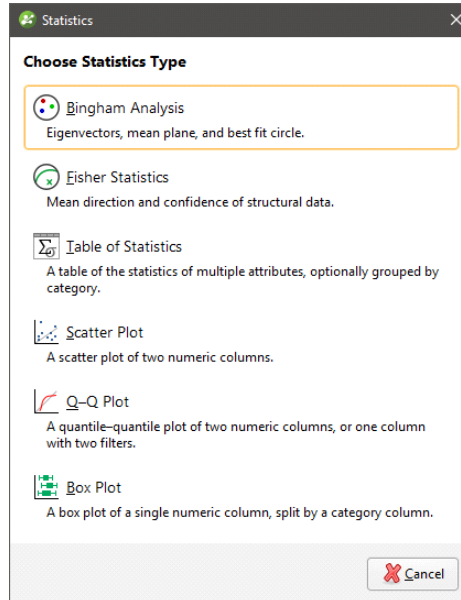 Statistics
Choose Statistics Type
Bingham Analysis
Eigenvectors, mean plane, and best fit circle.
Fisher Statistics
Mean direction and confidence of structural data.
Table of Statistics
A table of the statistics of multiple attributes, optionally grouped by
category.
Scatter Plot
A scatter plot of two numeric columns.
Q–Q Plot
A quantile–quantile plot of two numeric columns, or one column
with two filters.
Box Plot
A box plot of a single numeric column, split by a category column.
Cancel